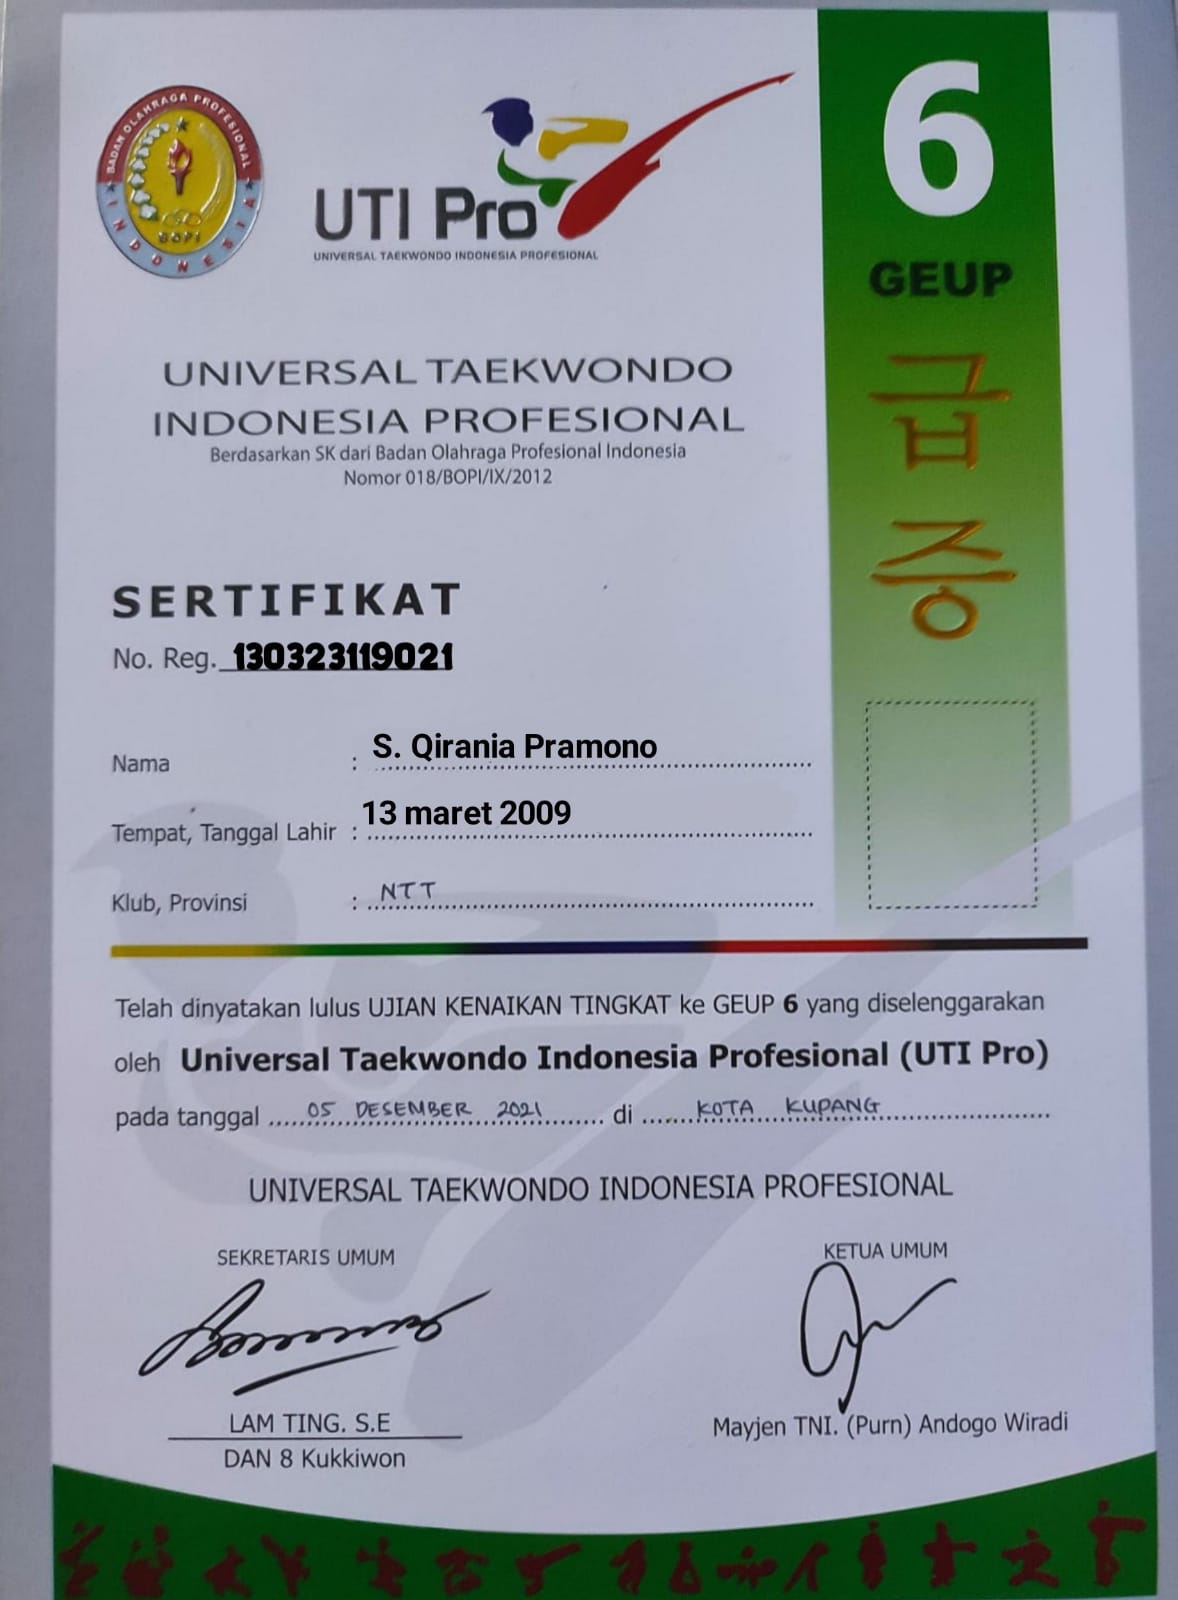 BADAN OLAHRAGA PROFESIONAL
INDONESIA
BOPI
UTI Pro
UNIVERSAL TAEKWONDO INDONESIA PROFESIONAL
6
GEUP
급
증
UNIVERSAL TAEKWONDO
INDONESIA PROFESIONAL
Berdasarkan SK dari Badan Olahraga Profesional Indonesia
Nomor 018/BOPI/IX/2012
SERTIFIKAT
No. Reg. 130323119021
Nama : S. Qirania Pramono
Tempat, Tanggal Lahir : 13 maret 2009
Klub, Provinsi : NTT
Telah dinyatakan lulus UJIAN KENAIKAN TINGKAT ke GEUP 6 yang diselenggarakan
oleh Universal Taekwondo Indonesia Profesional (UTI Pro)
pada tanggal 05 DESEMBER 2021 di KOTA KUPANG
UNIVERSAL TAEKWONDO INDONESIA PROFESIONAL
SEKRETARIS UMUM
LAM TING. S.E
DAN 8 Kukkiwon
KETUA UMUM
Mayjen TNI. (Purn) Andogo Wiradi